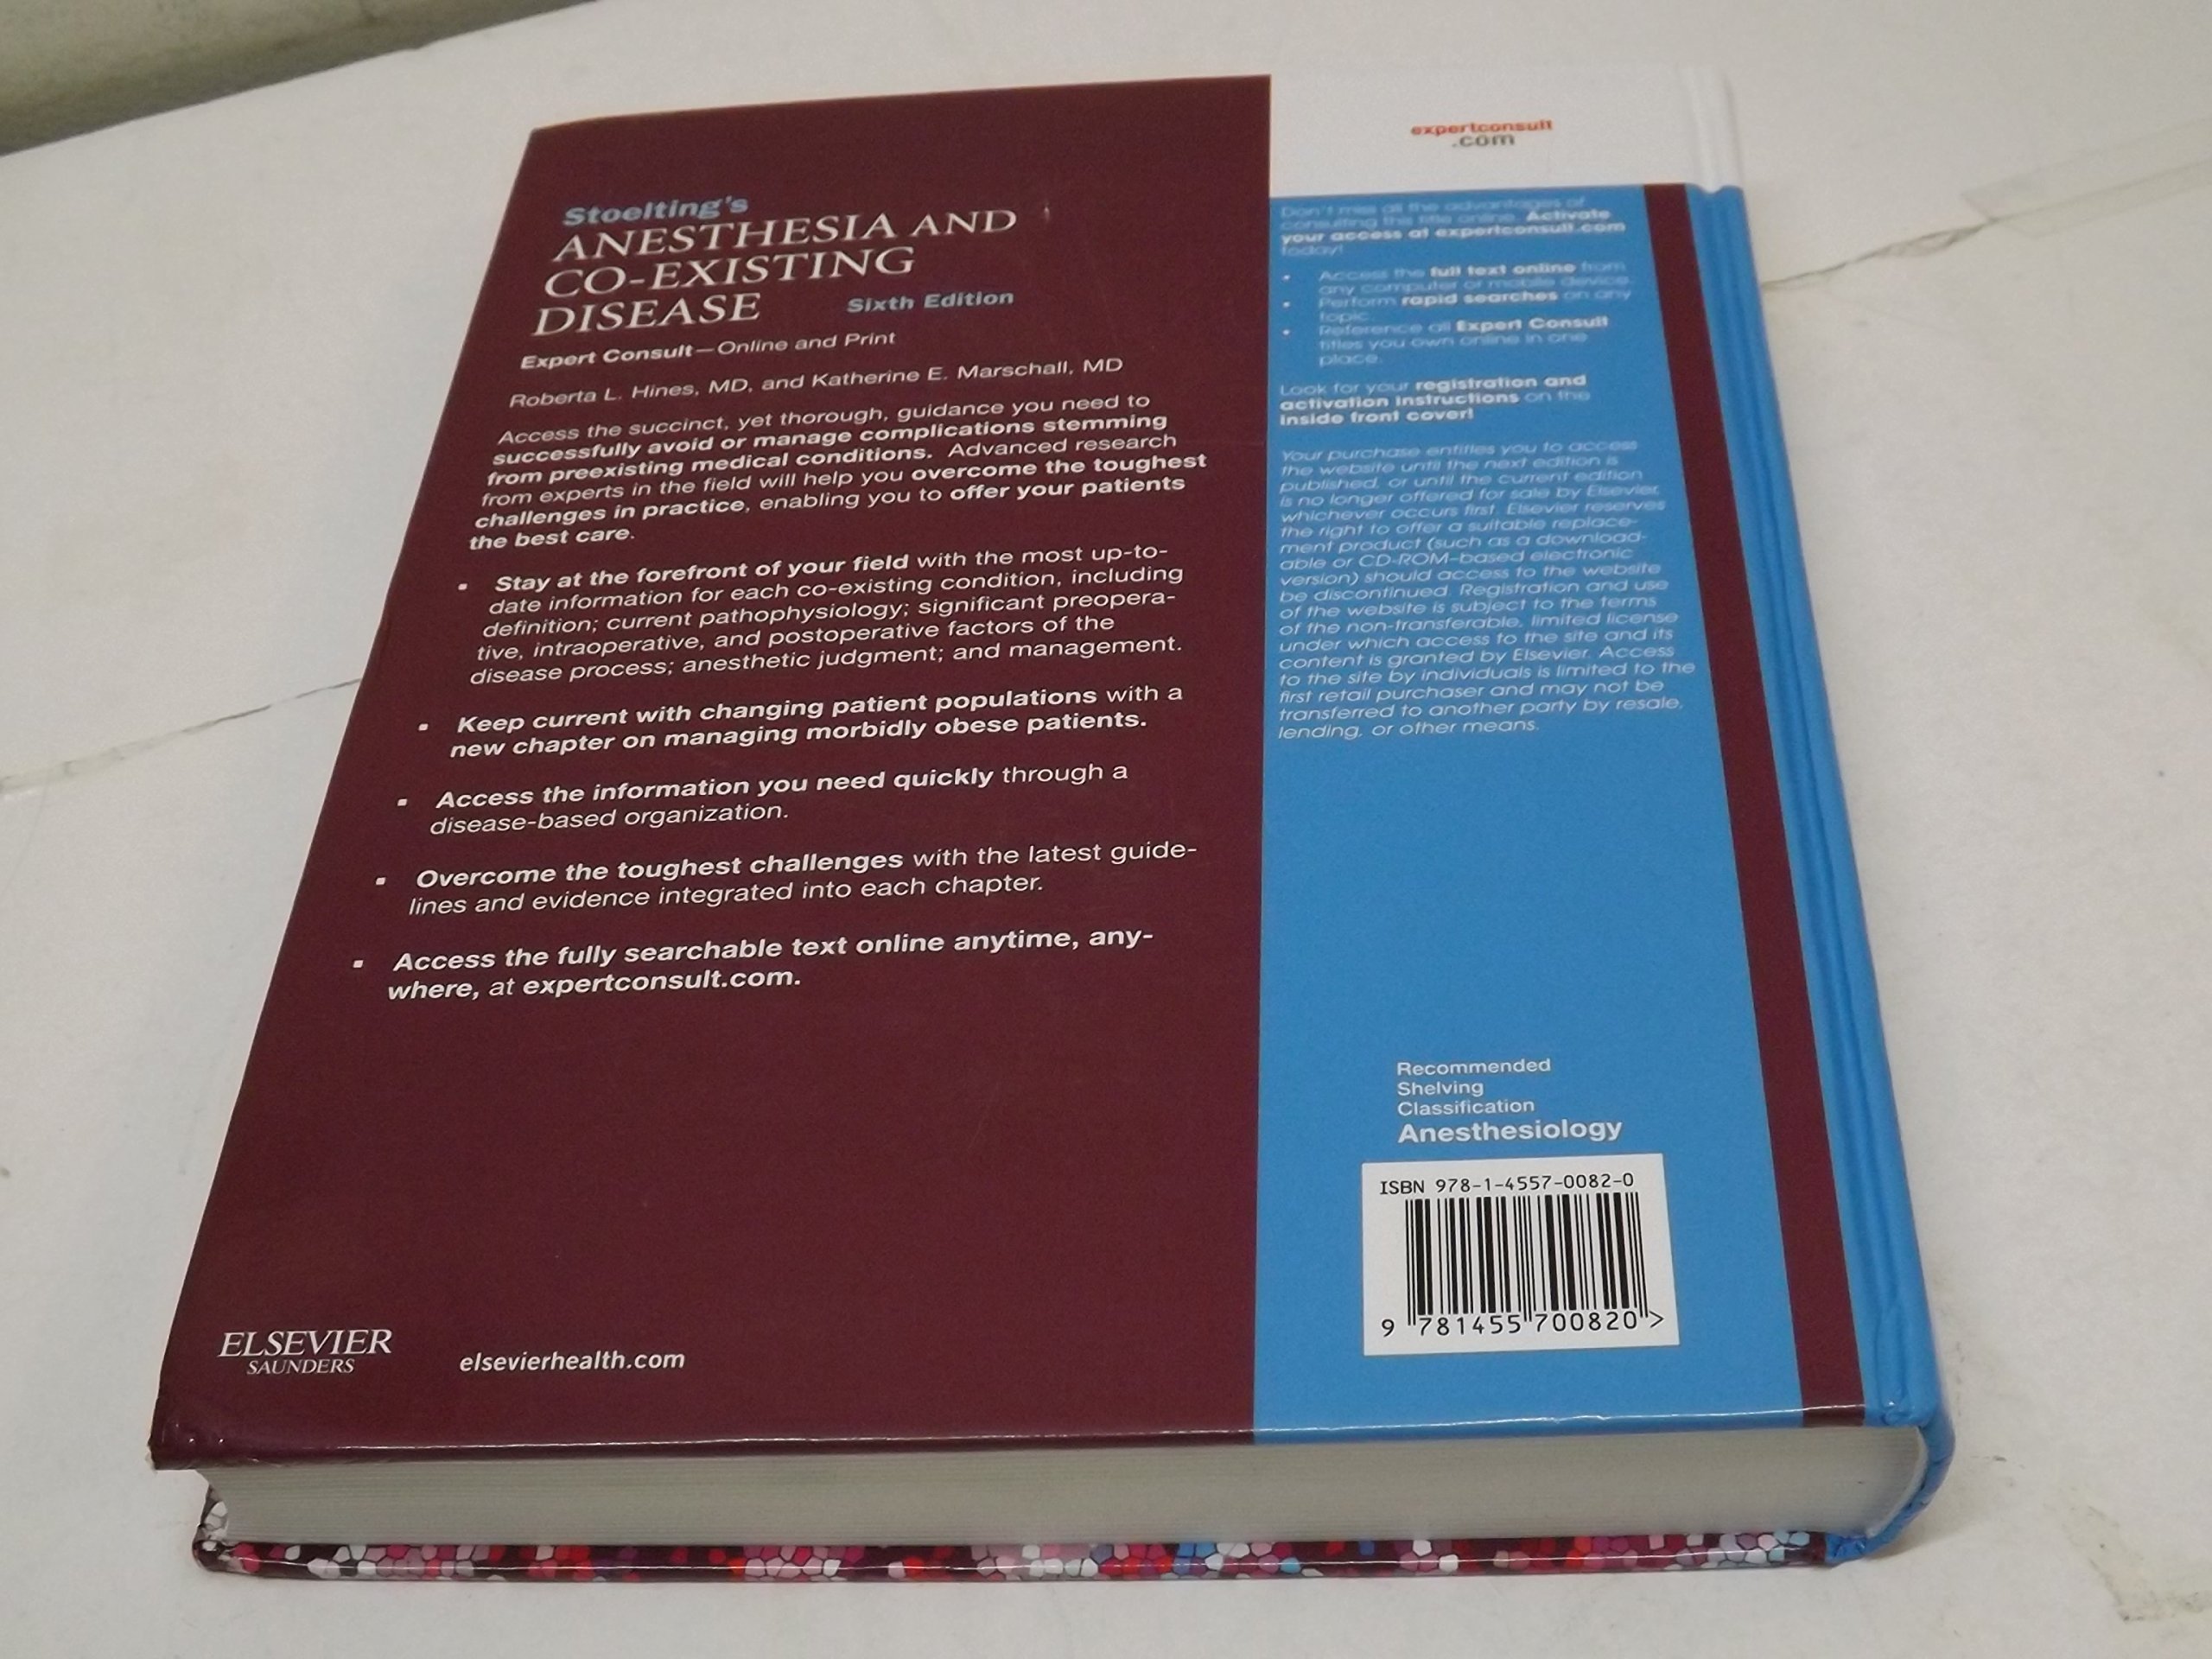 Stoelting's
ANESTHESIA AND
CO-EXISTING
DISEASE Sixth Edition
Expert Consult—Online and Print
Roberta L. Hines, MD, and Katherine E. Marschall, MD
Access the succinct, yet thorough, guidance you need to
successfully avoid or manage complications stemming
from preexisting medical conditions. Advanced research
from experts in the field will help you overcome the toughest
challenges in practice, enabling you to offer your patients
the best care.
▪ Stay at the forefront of your field with the most up-to-
date information for each co-existing condition, including
definition; current pathophysiology; significant preopera-
tive, intraoperative, and postoperative factors of the
disease process; anesthetic judgment; and management.
▪ Keep current with changing patient populations with a
new chapter on managing morbidly obese patients.
▪ Access the information you need quickly through a
disease-based organization.
▪ Overcome the toughest challenges with the latest guide-
lines and evidence integrated into each chapter.
▪ Access the fully searchable text online anytime, any-
where, at expertconsult.com.
ELSEVIER
SAUNDERS
elsevierhealth.com
expertconsult
.com
Don't miss all the advantages of
consulting this title online. Activate
your access at expertconsult.com
today!
• Access the full text online from
any computer or mobile device.
• Perform rapid searches on any
topic.
• Reference all Expert Consult
titles you own online in one
place.
Look for your registration and
activation instructions on the
inside front cover!
Your purchase entitles you to access
the website until the next edition is
published, or until the current edition
is no longer offered for sale by Elsevier,
whichever occurs first. Elsevier reserves
the right to offer a suitable replace-
ment product (such as a download-
able or CD-ROM-based electronic
version) should access to the website
be discontinued. Registration and use
of the website is subject to the terms
of the non-transferable, limited license
under which access to the site and its
content is granted by Elsevier. Access
to the site by individuals is limited to the
first retail purchaser and may not be
transferred to another party by resale,
lending, or other means.
Recommended
Shelving
Classification
Anesthesiology
ISBN 978-1-4557-0082-0
9 781455 700820 >